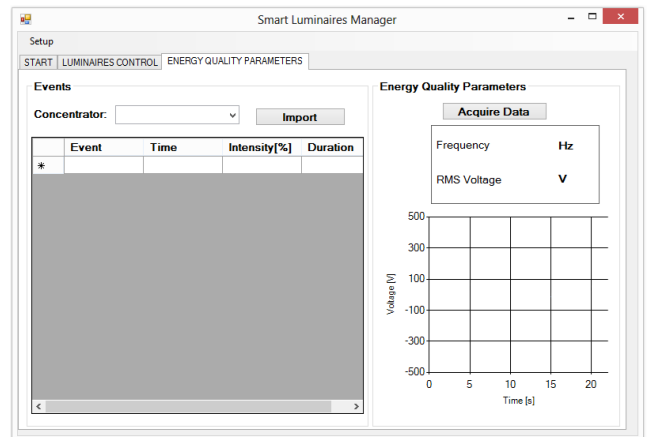 Smart Luminaires Manager
Setup
START LUMINAIRES CONTROL ENERGY QUALITY PARAMETERS
Events
Concentrator:
Import
Event Time Intensity[%] Duration
Energy Quality Parameters
Acquire Data
Frequency Hz
RMS Voltage V
Voltage [V]
500
300
100
-100
-300
-500
0 5 10 15 20
Time [s]